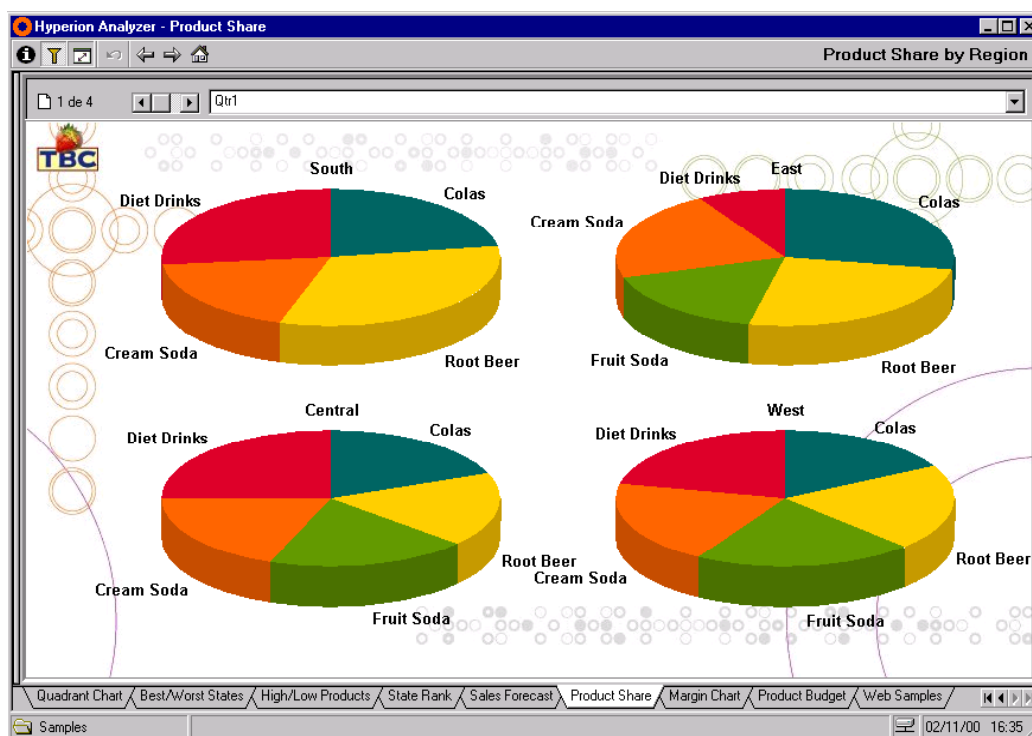 Hyperion Analyzer - Product Share
Product Share by Region
1 de 4
Qtr1
TBC
South
Diet Drinks
Colas
Cream Soda
Root Beer
East
Diet Drinks
Colas
Cream Soda
Fruit Soda
Root Beer
Central
Diet Drinks
Colas
Cream Soda
Root Beer
Fruit Soda
West
Diet Drinks
Colas
Cream Soda
Root Beer
Fruit Soda
Quadrant Chart Best/Worst States High/Low Products State Rank Sales Forecast Product Share Margin Chart Product Budget Web Samples
Samples
02/11/00 16:35